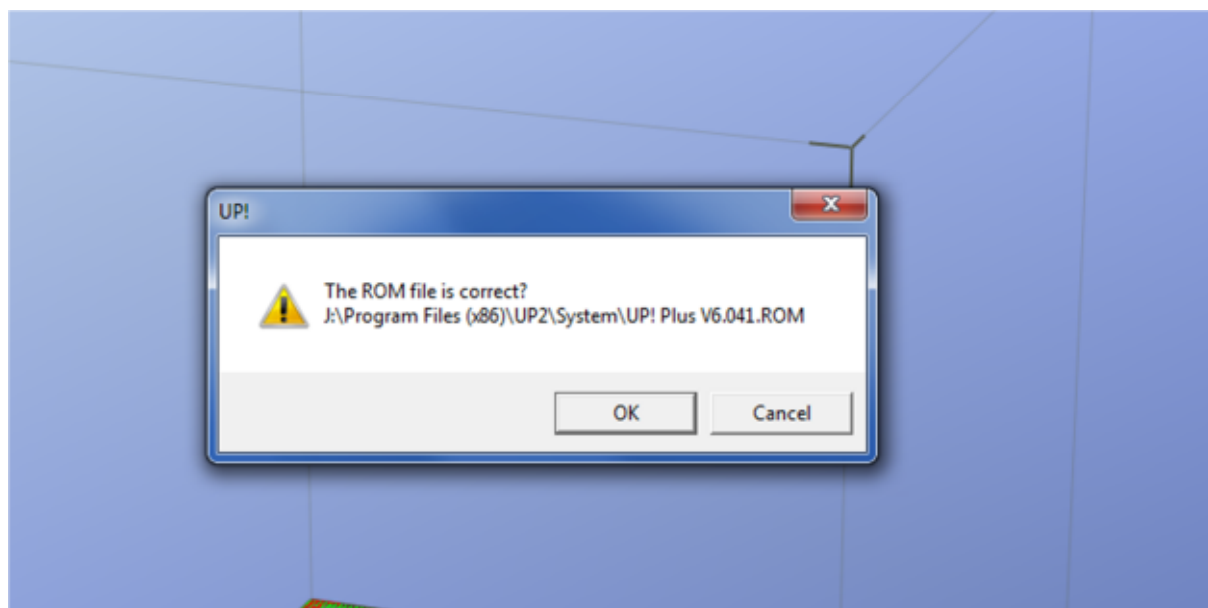 UP!
The ROM file is correct?
J:\Program Files (x86)\UP2\System\UP! Plus V6.041.ROM
OK
Cancel